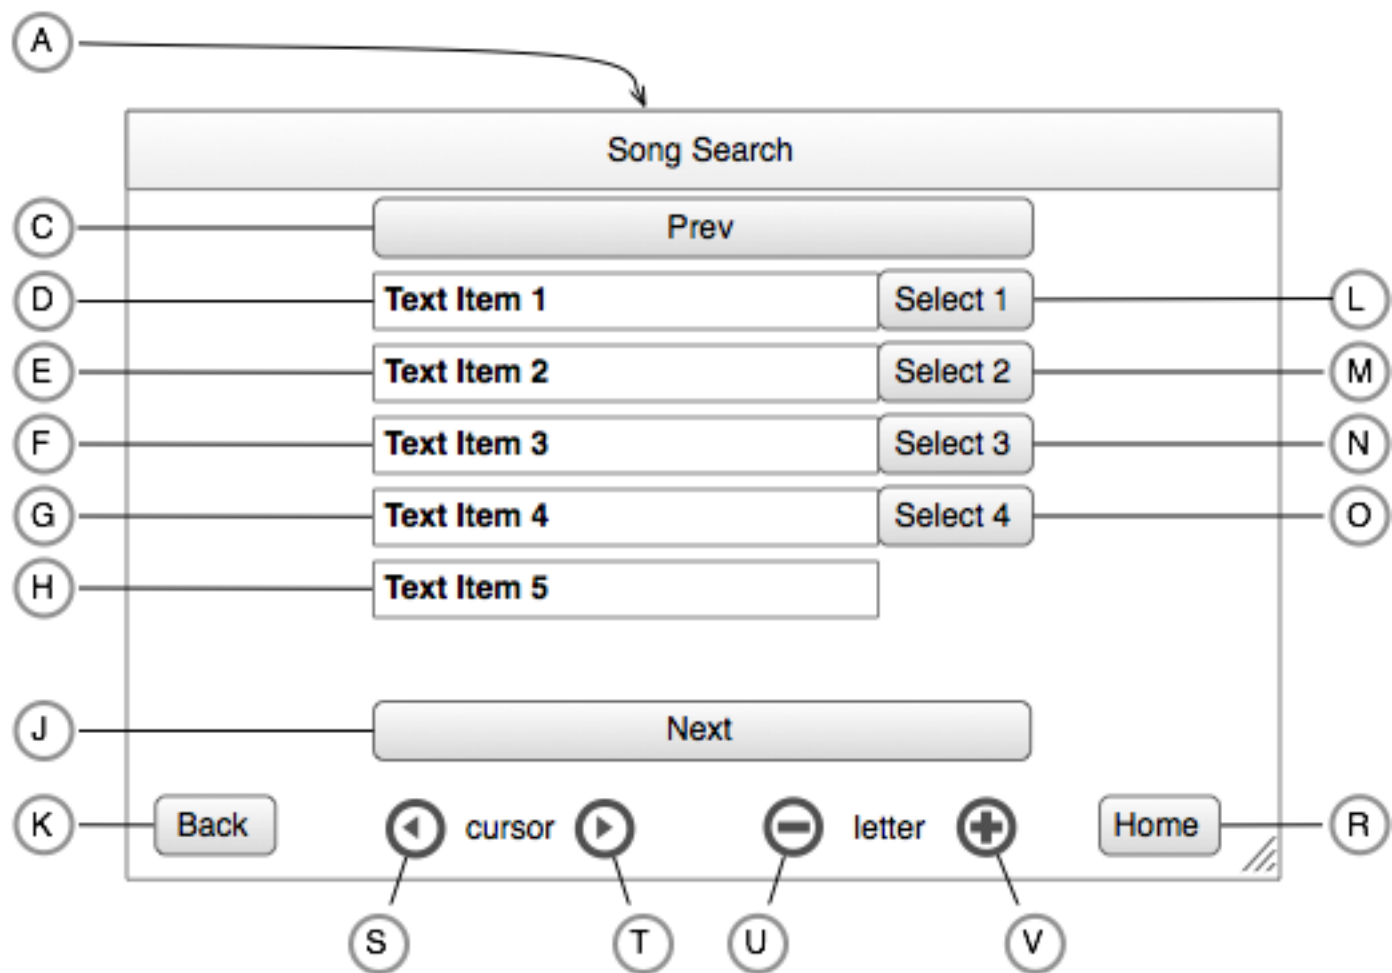 A
Song Search
C Prev
D Text Item 1 Select 1 L
E Text Item 2 Select 2 M
F Text Item 3 Select 3 N
G Text Item 4 Select 4 O
H Text Item 5
J Next
K Back cursor letter Home R
S T U V